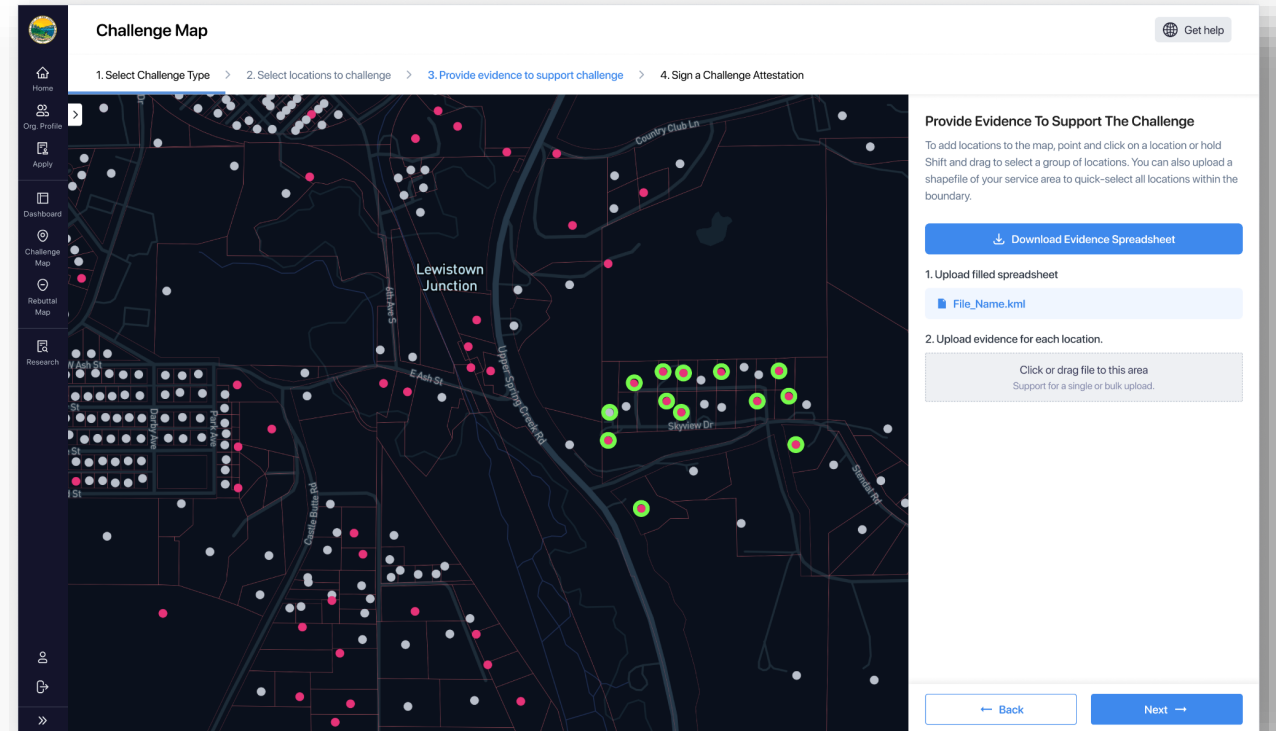 Challenge Map
Get help
1. Select Challenge Type > 2. Select locations to challenge > 3. Provide evidence to support challenge > 4. Sign a Challenge Attestation
Home
Org. Profile
Apply
Dashboard
Challenge
Map
Rebuttal
Map
Research
Dr
Country Club Ln
Lewistown
Junction
6th Ave S
Upper Spring Creek Rd
W Ash St
E Ash St
St
Darby Ave
Park Ave
St
St
Castle Butte Rd
Skyview Dr
Stendal Rd
Provide Evidence To Support The Challenge
To add locations to the map, point and click on a location or hold
Shift and drag to select a group of locations. You can also upload a
shapefile of your service area to quick-select all locations within the
boundary.
Download Evidence Spreadsheet
1. Upload filled spreadsheet
File_Name.kml
2. Upload evidence for each location.
Click or drag file to this area
Support for a single or bulk upload.
← Back
Next →